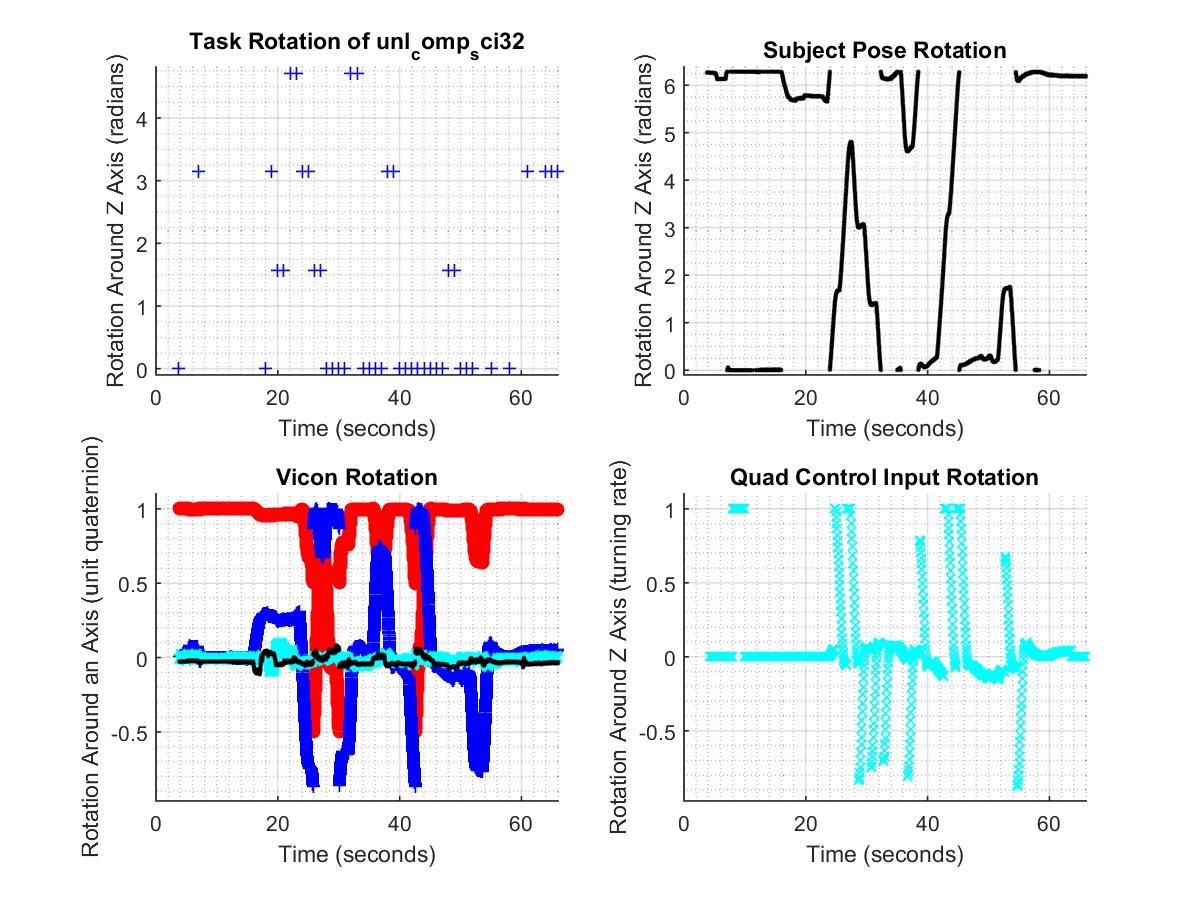 Task Rotation of unl_comp_sci32
Rotation Around Z Axis (radians)
4
3
2
1
0
0 20 40 60
Time (seconds)
Subject Pose Rotation
Rotation Around Z Axis (radians)
6
5
4
3
2
1
0
0 20 40 60
Time (seconds)
Vicon Rotation
Rotation Around an Axis (unit quaternion)
1
0.5
0
-0.5
0 20 40 60
Time (seconds)
Quad Control Input Rotation
Rotation Around Z Axis (turning rate)
1
0.5
0
-0.5
0 20 40 60
Time (seconds)